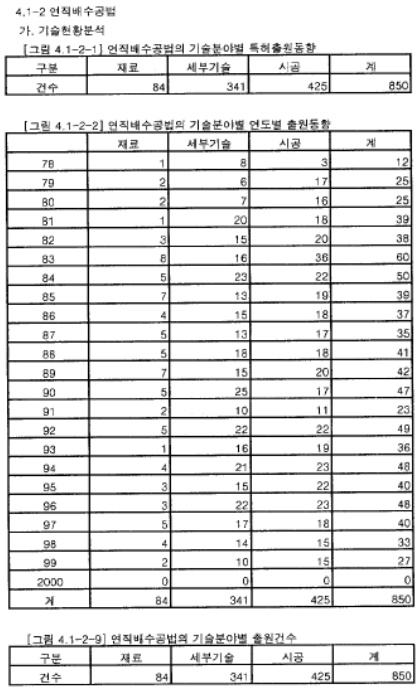 4.1-2 연직배수공법
가. 기술현황분석
[그림 4.1-2-1] 연직배수공법의 기술분야별 특허출원동향
구분 재료 세부기술 시공 계
건수 84 341 425 850
[그림 4.1-2-2] 연직배수공법의 기술분야별 연도별 출원동향
재료 세부기술 시공 계
78 1 8 3 12
79 2 6 17 25
80 2 7 16 25
81 1 20 18 39
82 3 15 20 38
83 8 16 36 60
84 5 23 22 50
85 7 13 19 39
86 4 15 18 37
87 5 13 17 35
88 5 18 18 41
89 7 15 20 42
90 5 25 17 47
91 2 10 11 23
92 5 22 22 49
93 1 16 19 36
94 4 21 23 48
95 3 15 22 40
96 3 22 23 48
97 5 17 18 40
98 4 14 15 33
99 2 10 15 27
2000 0 0 0 0
계 84 341 425 850
[그림 4.1-2-9] 연직배수공법의 기술분야별 출원건수
구분 재료 세부기술 시공 계
건수 84 341 425 850